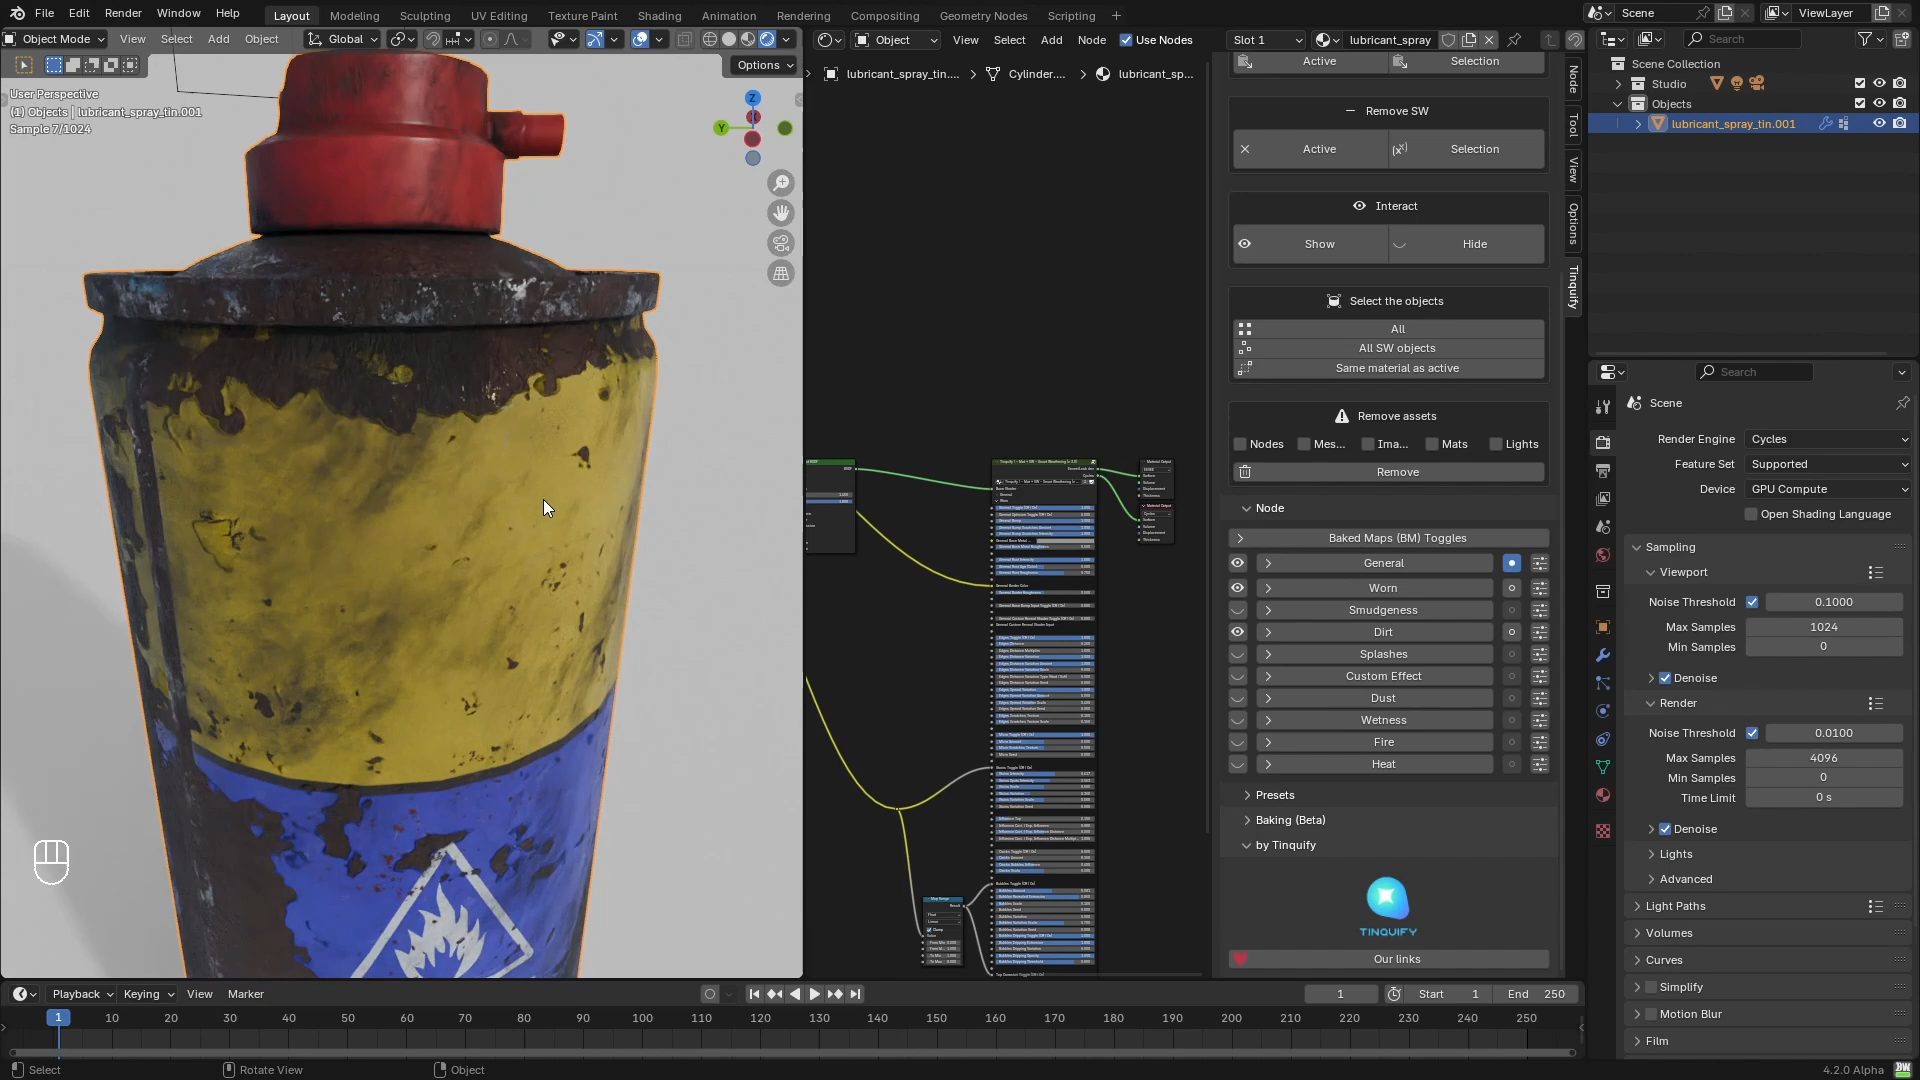 File Edit Render Window Help Layout Modeling Sculpting UV Editing Texture Paint Shading Animation Rendering Compositing Geometry Nodes Scripting + Scene ViewLayer
Object Mode View Select Add Object Global Object View Select Add Node Use Nodes Slot 1 lubricant_spray Search
Options
lubricant_spray_tin.... Cylinder.... lubricant_sp...
User Perspective
(1) Objects | lubricant_spray_tin.001
Sample 7/1024
Z
Y
Active Selection
Remove SW
Active Selection
Interact
Show Hide
Select the objects
All
All SW objects
Same material as active
Remove assets
Nodes Mes... Ima... Mats Lights
Remove
Node
Baked Maps (BM) Toggles
General
Worn
Smudgeness
Dirt
Splashes
Custom Effect
Dust
Wetness
Fire
Heat
Presets
Baking (Beta)
by Tinquify
TINQUIFY
Our links
Node
Tool
View
Options
Tinquify
Scene Collection
Studio
Objects
lubricant_spray_tin.001
Search
Scene
Render Engine Cycles
Feature Set Supported
Device GPU Compute
Open Shading Language
Sampling
Viewport
Noise Threshold 0.1000
Max Samples 1024
Min Samples 0
Denoise
Render
Noise Threshold 0.0100
Max Samples 4096
Min Samples 0
Time Limit 0 s
Denoise
Lights
Advanced
Light Paths
Volumes
Curves
Simplify
Motion Blur
Film
Playback Keying View Marker 1 Start 1 End 250
1 10 20 30 40 50 60 70 80 90 100 110 120 130 140 150 160 170 180 190 200 210 220 230 240 250
Select Rotate View Object 4.2.0 Alpha